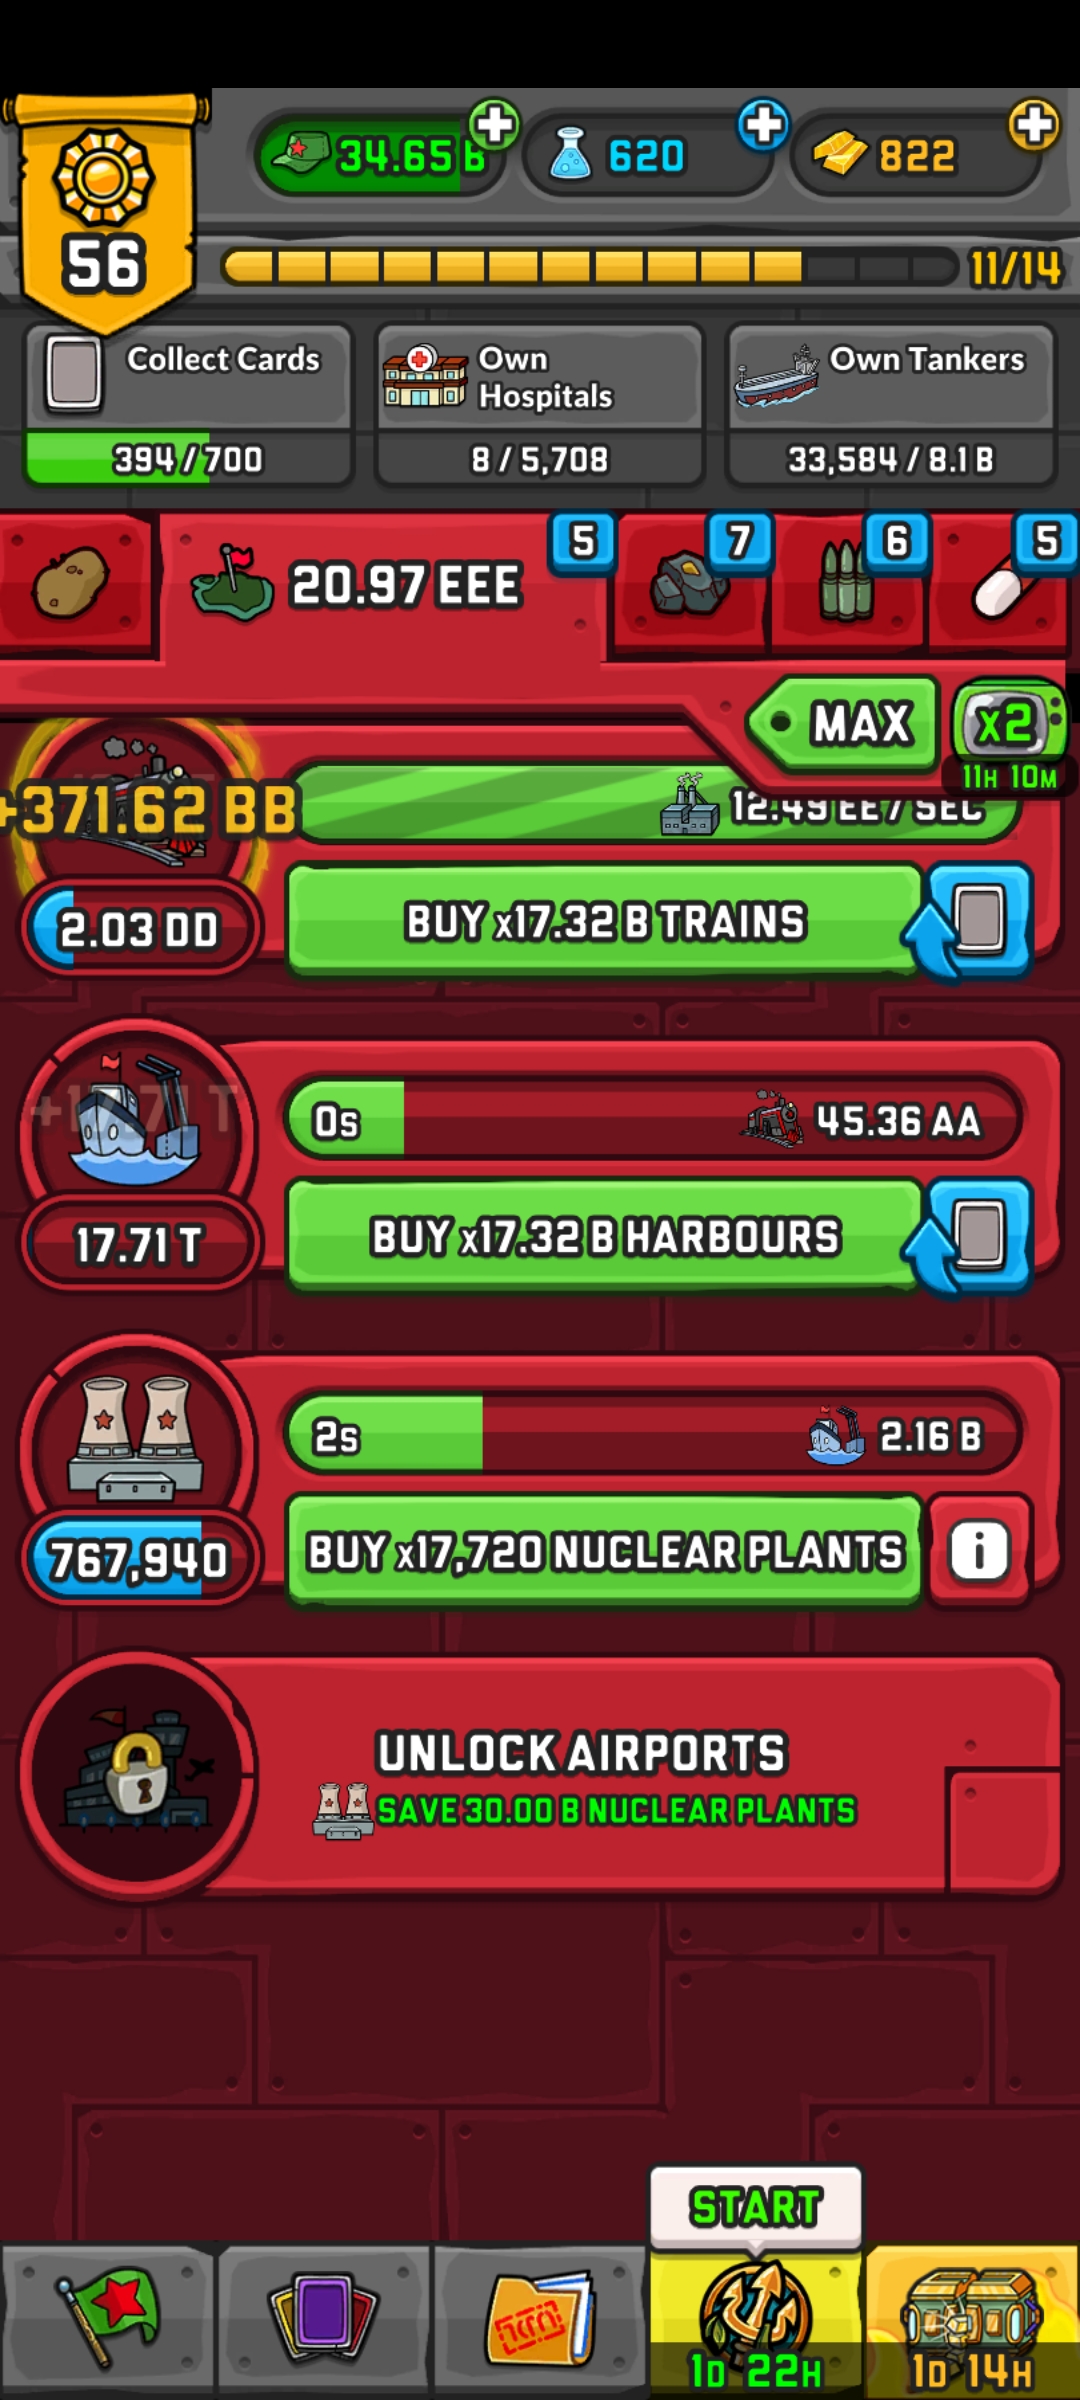 56
34.65 B
620
822
11/14
Collect Cards
394/700
Own
Hospitals
8/5,708
Own Tankers
33,584/8.1 B
20.97 EEE
5
7
6
5
MAX
x2
11H 10M
+371.62 BB
12.49 EE/SEC
2.03 DD
BUY x17.32 B TRAINS
+17.71 T
0s
45.36 AA
17.71 T
BUY x17.32 B HARBOURS
2s
2.16 B
767,940
BUY x17,720 NUCLEAR PLANTS
i
UNLOCK AIRPORTS
SAVE 30.00 B NUCLEAR PLANTS
START
1D 22H
1D 14H